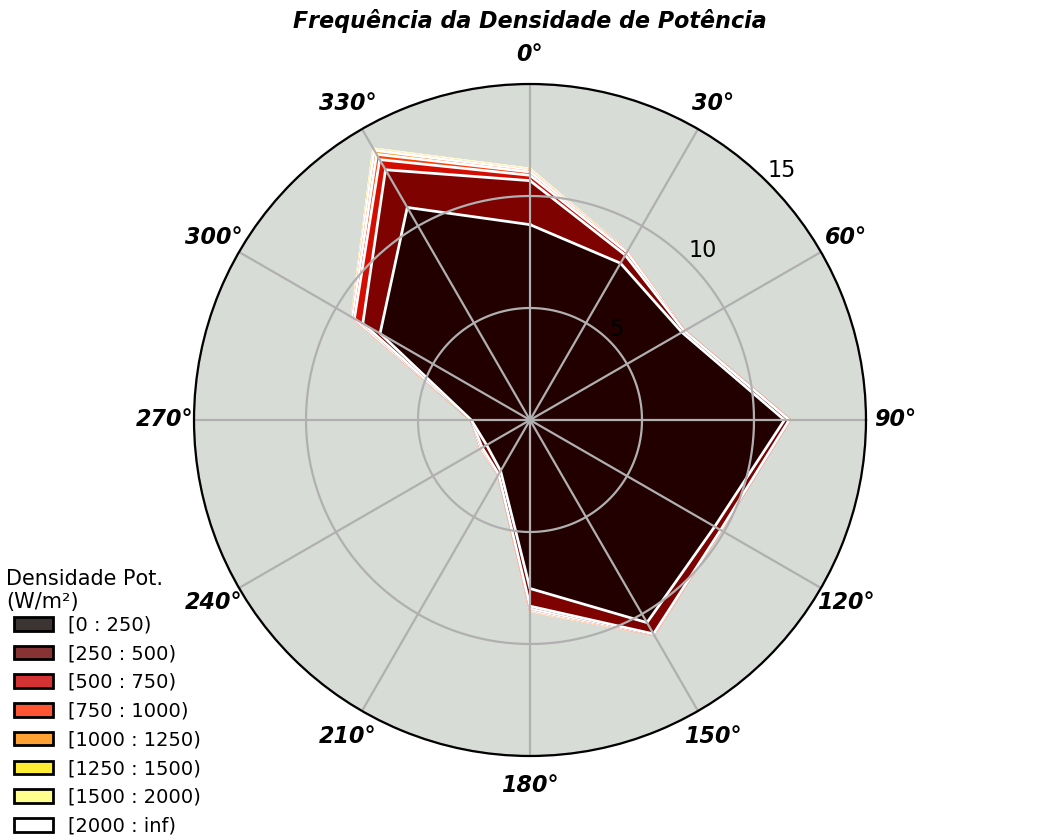 Frequência da Densidade de Potência
0°
330°
30°
15
300°
60°
10
5
270°
90°
240°
120°
210°
150°
180°
Densidade Pot.
(W/m²)
[0 : 250)
[250 : 500)
[500 : 750)
[750 : 1000)
[1000 : 1250)
[1250 : 1500)
[1500 : 2000)
[2000 : inf)